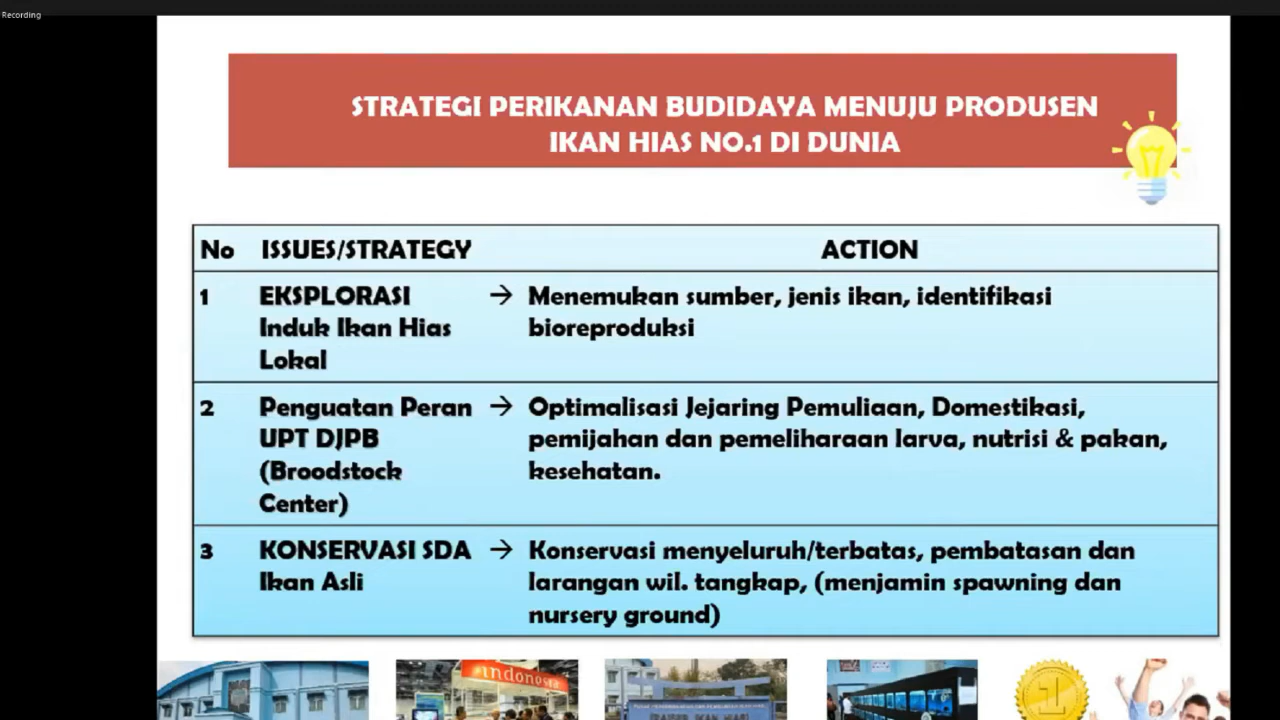 Recording
STRATEGI PERIKANAN BUDIDAYA MENUJU PRODUSEN
IKAN HIAS NO.1 DI DUNIA
No ISSUES/STRATEGY ACTION
1 EKSPLORASI → Menemukan sumber, jenis ikan, identifikasi
Induk Ikan Hias bioreproduksi
Lokal
2 Penguatan Peran → Optimalisasi Jejaring Pemuliaan, Domestikasi,
UPT DJPB pemijahan dan pemeliharaan larva, nutrisi & pakan,
(Broodstock kesehatan.
Center)
3 KONSERVASI SDA → Konservasi menyeluruh/terbatas, pembatasan dan
Ikan Asli larangan wil. tangkap, (menjamin spawning dan
nursery ground)
indonesia
1